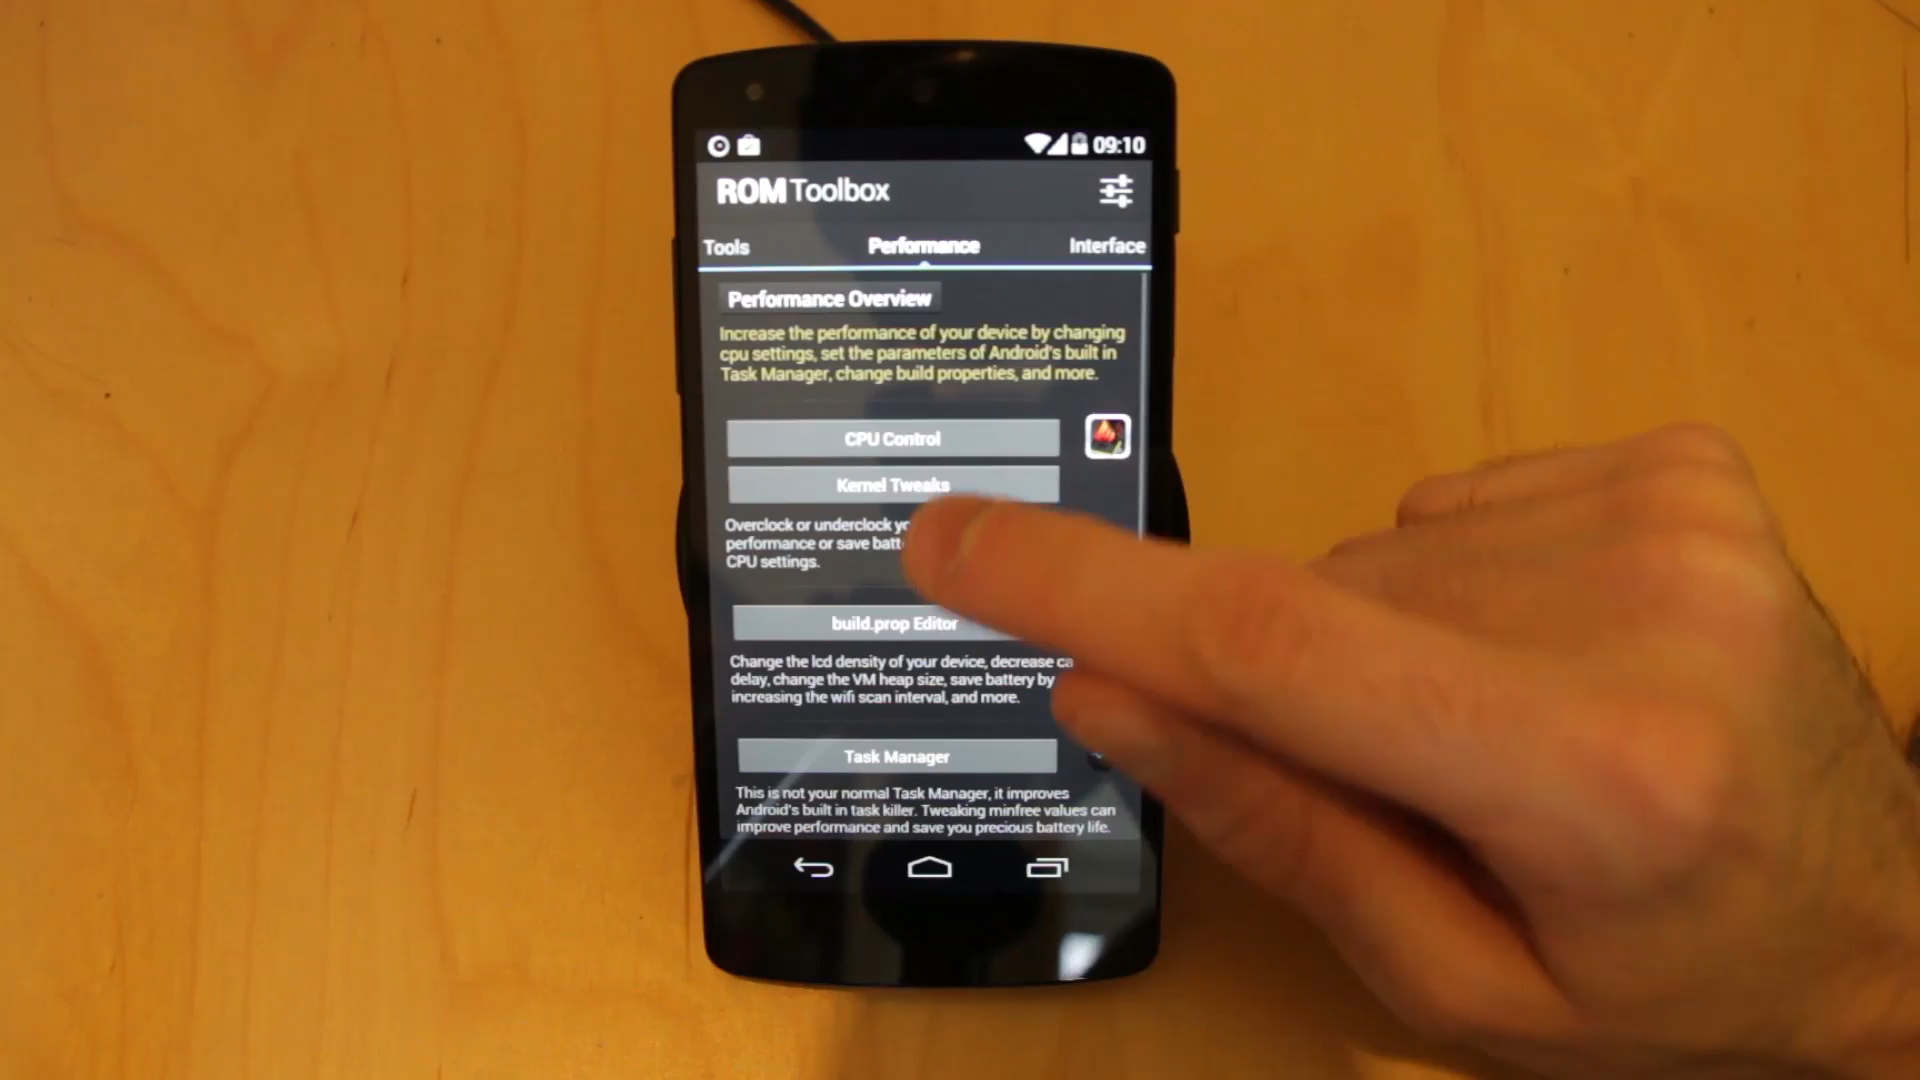 09:10
ROM Toolbox
Tools Performance Interface
Performance Overview
Increase the performance of your device by changing
cpu settings, set the parameters of Android's built in
Task Manager, change build properties, and more.
CPU Control
Kernel Tweaks
Overclock or underclock
performance or save
CPU settings.
build.prop Editor
Change the lcd density of your device, decrease
delay, change the VM heap size, save battery by
increasing the wifi scan interval, and more.
Task Manager
This is not your normal Task Manager, it improves
Android's built in task killer. Tweaking minfree values can
improve performance and save you precious battery life.